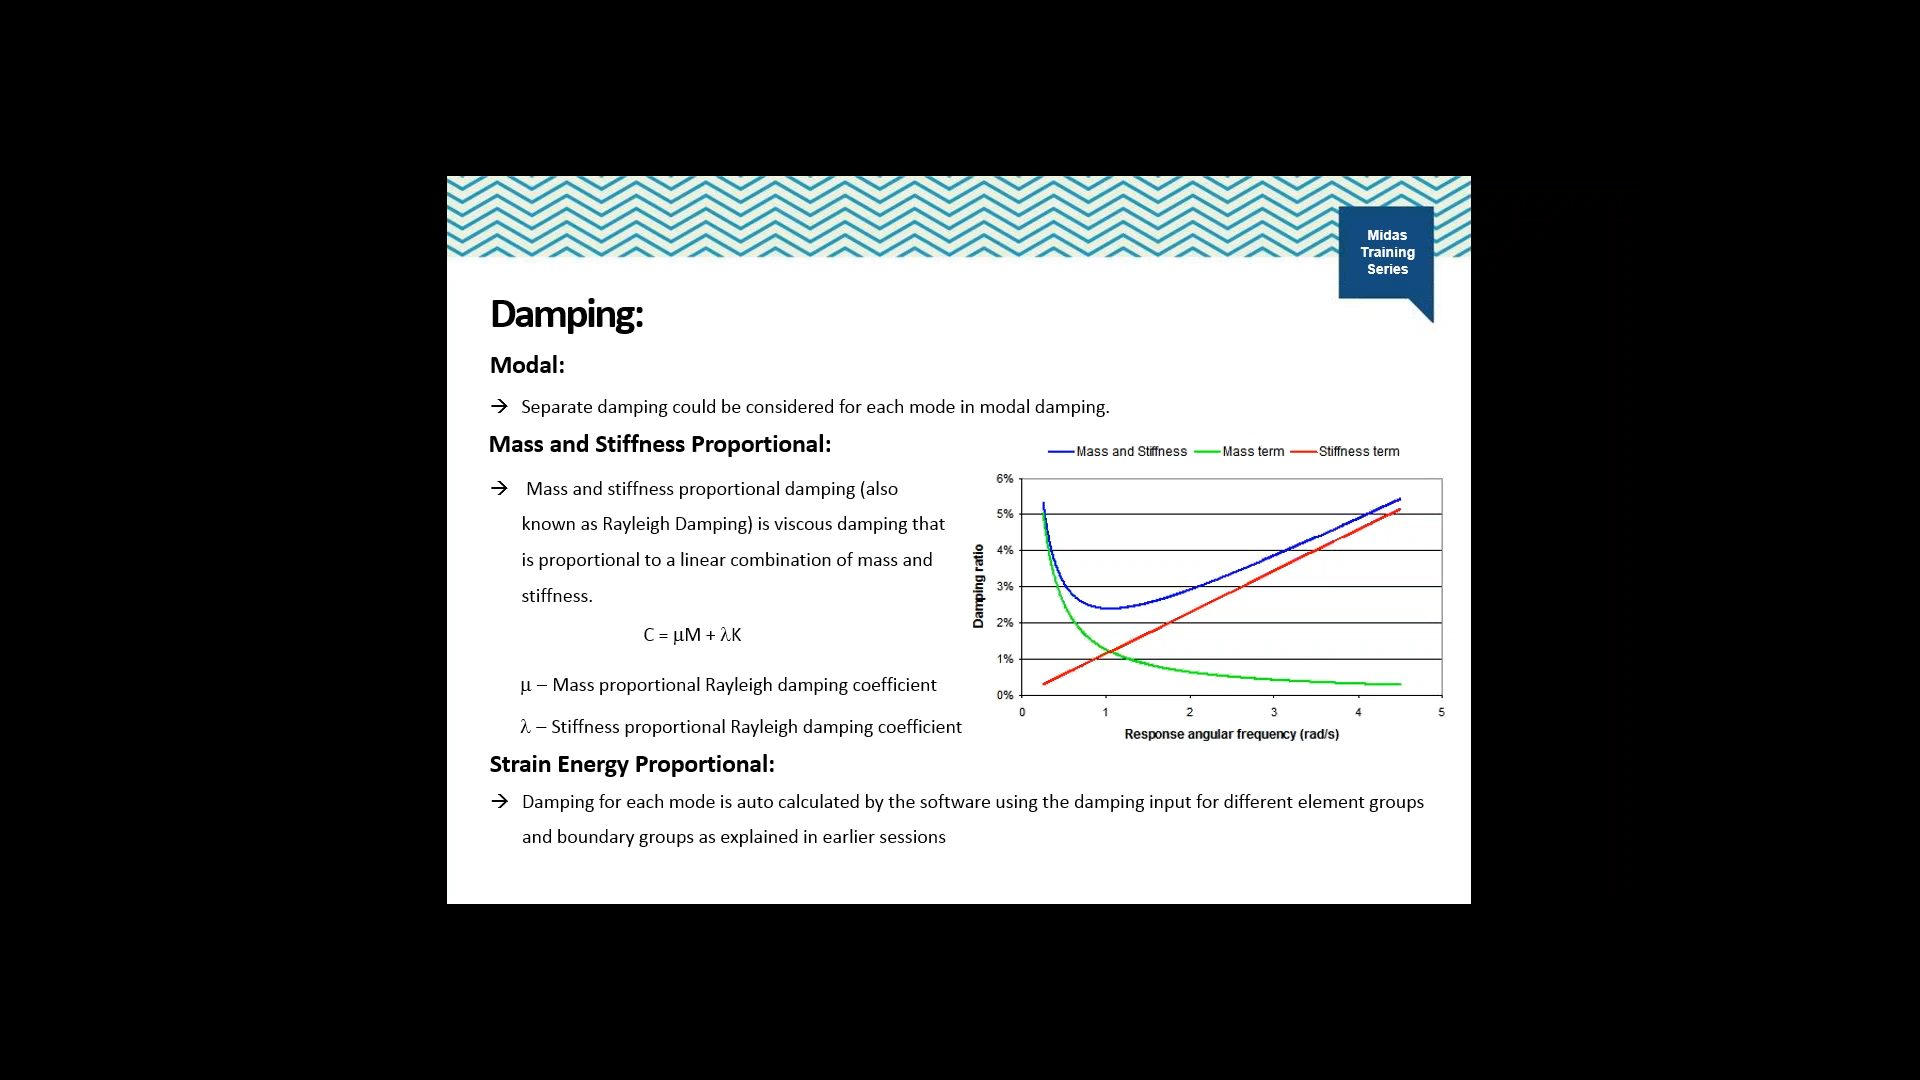 Midas
Training
Series
Damping:
Modal:
→ Separate damping could be considered for each mode in modal damping.
Mass and Stiffness Proportional:
→ Mass and stiffness proportional damping (also
known as Rayleigh Damping) is viscous damping that
is proportional to a linear combination of mass and
stiffness.
C = μM + λK
μ – Mass proportional Rayleigh damping coefficient
λ – Stiffness proportional Rayleigh damping coefficient
Mass and Stiffness Mass term Stiffness term
6%
5%
4%
3%
2%
1%
0%
Damping ratio
0 1 2 3 4 5
Response angular frequency (rad/s)
Strain Energy Proportional:
→ Damping for each mode is auto calculated by the software using the damping input for different element groups
and boundary groups as explained in earlier sessions